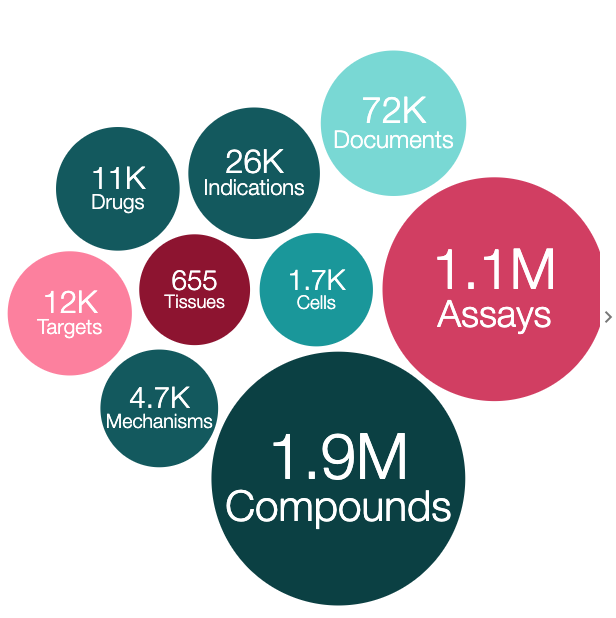 72K
Documents
26K
Indications
11K
Drugs
1.1M
Assays
655
Tissues
1.7K
Cells
12K
Targets
4.7K
Mechanisms
1.9M
Compounds